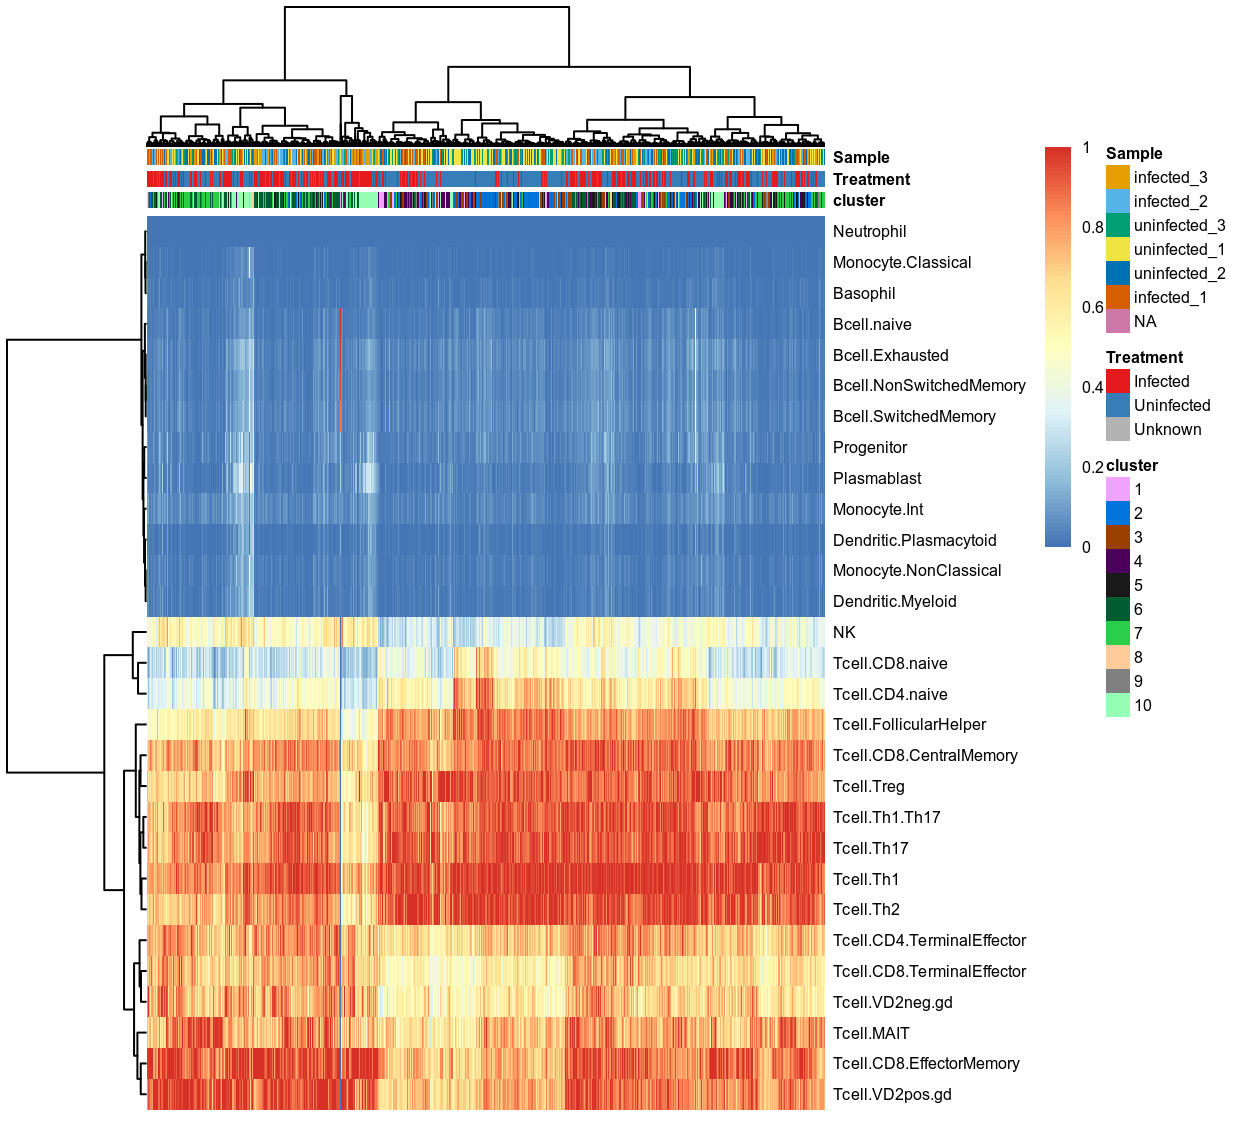 Sample
Treatment
cluster
Neutrophil
Monocyte.Classical
Basophil
Bcell.naive
Bcell.Exhausted
Bcell.NonSwitchedMemory
Bcell.SwitchedMemory
Progenitor
Plasmablast
Monocyte.Int
Dendritic.Plasmacytoid
Monocyte.NonClassical
Dendritic.Myeloid
NK
Tcell.CD8.naive
Tcell.CD4.naive
Tcell.FollicularHelper
Tcell.CD8.CentralMemory
Tcell.Treg
Tcell.Th1.Th17
Tcell.Th17
Tcell.Th1
Tcell.Th2
Tcell.CD4.TerminalEffector
Tcell.CD8.TerminalEffector
Tcell.VD2neg.gd
Tcell.MAIT
Tcell.CD8.EffectorMemory
Tcell.VD2pos.gd
1
0.8
0.6
0.4
0.2
0
Sample
infected_3
infected_2
uninfected_3
uninfected_1
uninfected_2
infected_1
NA
Treatment
Infected
Uninfected
Unknown
cluster
1
2
3
4
5
6
7
8
9
10